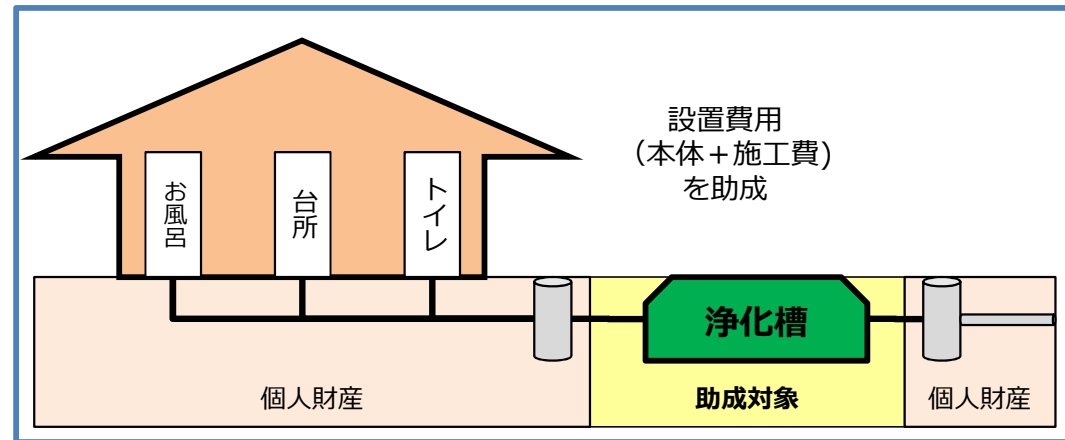 設置費用
（本体＋施工費)
を助成
お風呂
台所
トイレ
浄化槽
個人財産
助成対象
個人財産